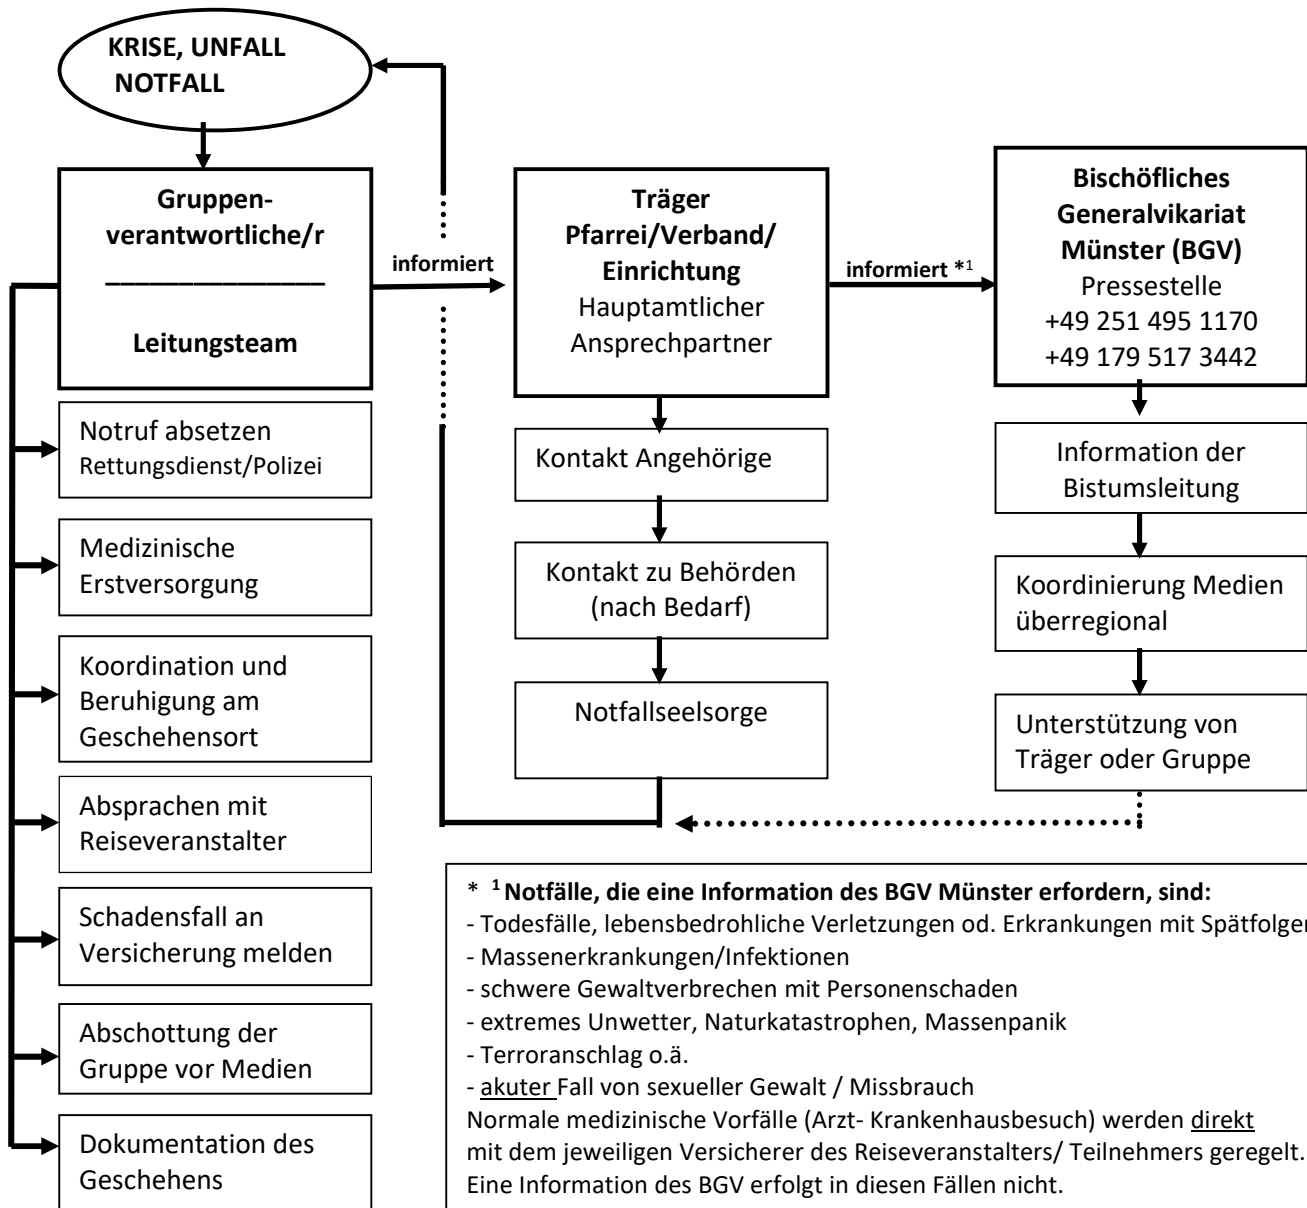 KRISE, UNFALL
NOTFALL
Gruppen-
verantwortliche/r
_______________
Leitungsteam
informiert
Träger
Pfarrei/Verband/
Einrichtung
Hauptamtlicher
Ansprechpartner
informiert *1
Bischöfliches
Generalvikariat
Münster (BGV)
Pressestelle
+49 251 495 1170
+49 179 517 3442
Notruf absetzen
Rettungsdienst/Polizei
Medizinische
Erstversorgung
Koordination und
Beruhigung am
Geschehensort
Absprachen mit
Reiseveranstalter
Schadensfall an
Versicherung melden
Abschottung der
Gruppe vor Medien
Dokumentation des
Geschehens
Kontakt Angehörige
Kontakt zu Behörden
(nach Bedarf)
Notfallseelsorge
Information der
Bistumsleitung
Koordinierung Medien
überregional
Unterstützung von
Träger oder Gruppe
* 1 Notfälle, die eine Information des BGV Münster erfordern, sind:
- Todesfälle, lebensbedrohliche Verletzungen od. Erkrankungen mit Spätfolgen
- Massenerkrankungen/Infektionen
- schwere Gewaltverbrechen mit Personenschaden
- extremes Unwetter, Naturkatastrophen, Massenpanik
- Terroranschlag o.ä.
- akuter Fall von sexueller Gewalt / Missbrauch
Normale medizinische Vorfälle (Arzt- Krankenhausbesuch) werden direkt
mit dem jeweiligen Versicherer des Reiseveranstalters/ Teilnehmers geregelt.
Eine Information des BGV erfolgt in diesen Fällen nicht.